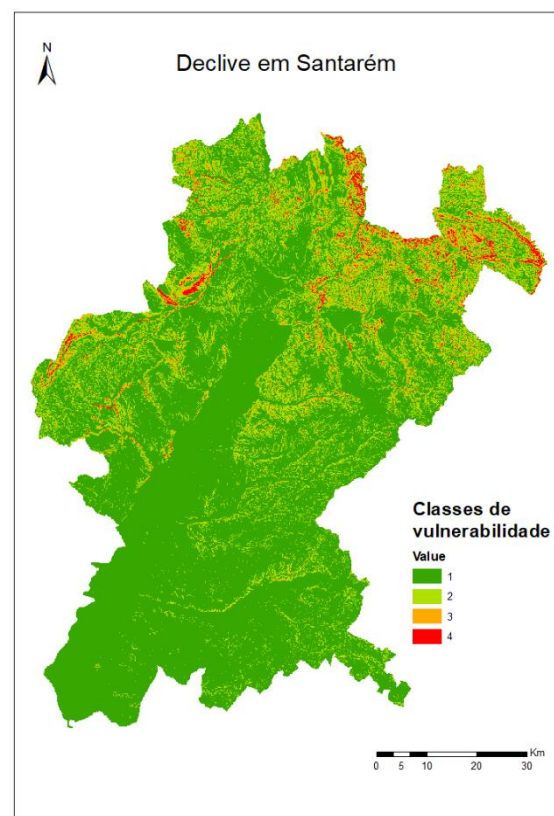 N
Declive em Santarém
Classes de
vulnerabilidade
Value
1
2
3
4
Km
0 5 10 20 30